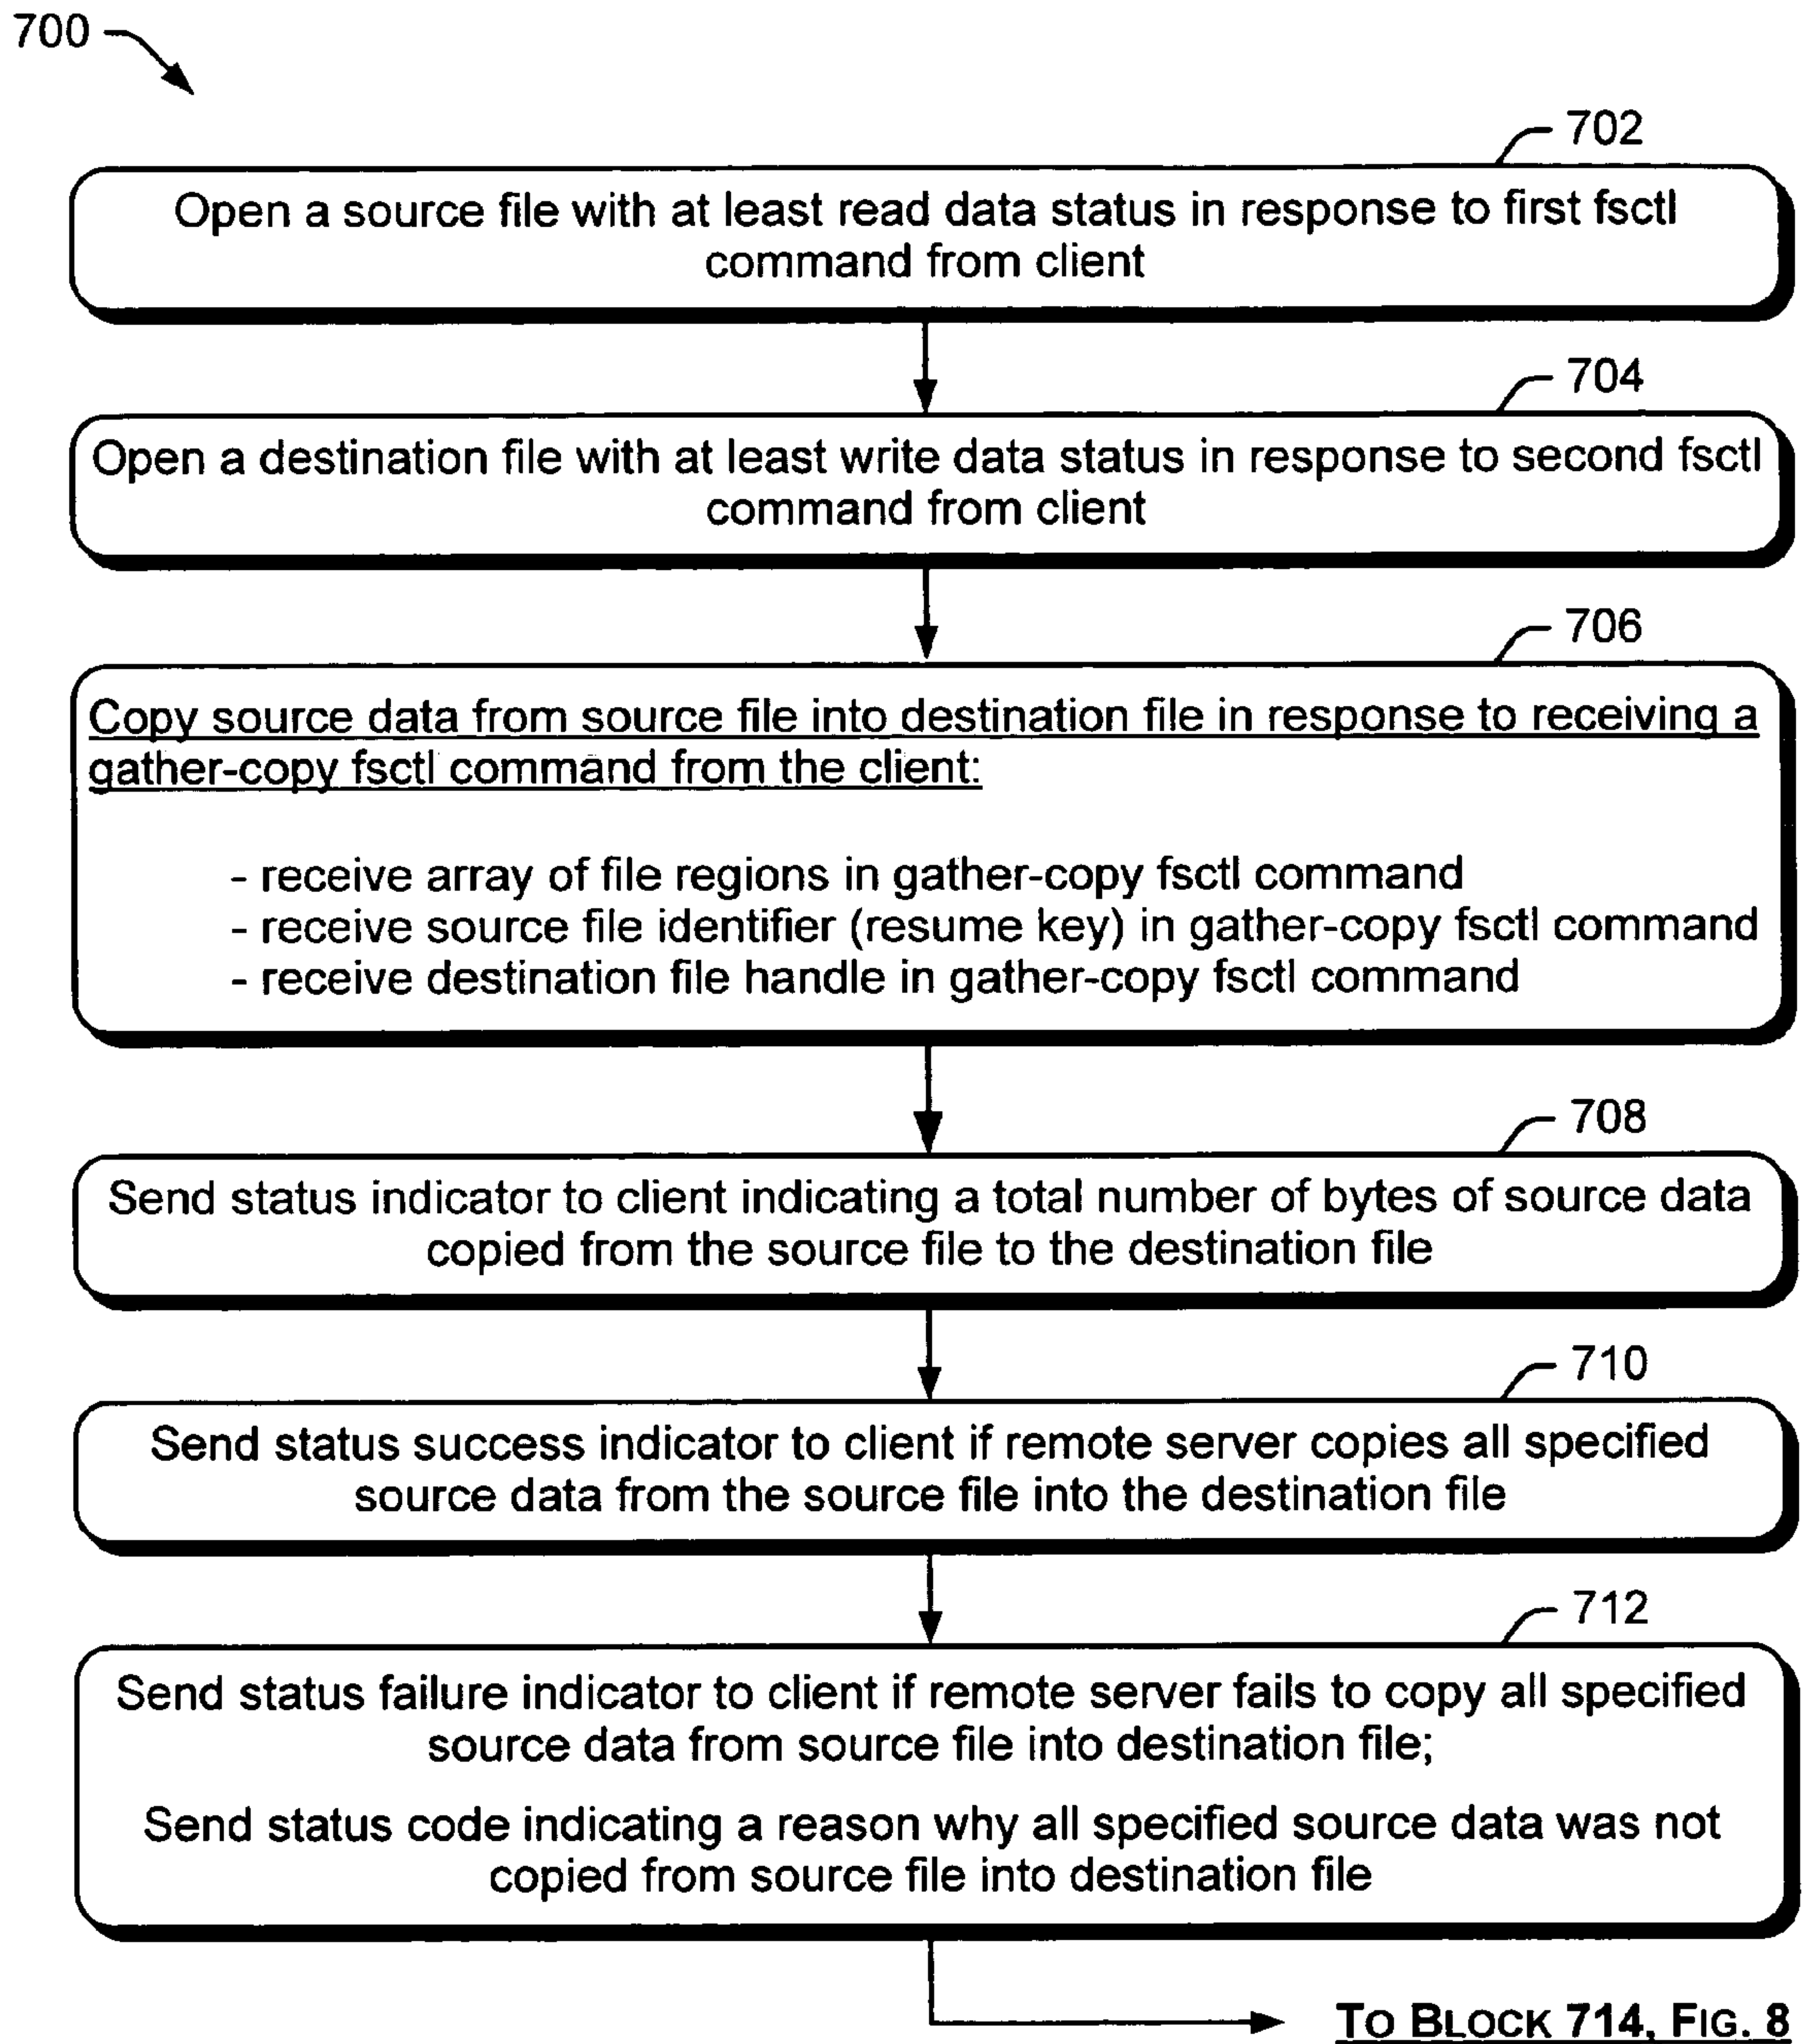 700
702
Open a source file with at least read data status in response to first fsctl
command from client
704
Open a destination file with at least write data status in response to second fsctl
command from client
706
Copy source data from source file into destination file in response to receiving a
gather-copy fsctl command from the client:
- receive array of file regions in gather-copy fsctl command
- receive source file identifier (resume key) in gather-copy fsctl command
- receive destination file handle in gather-copy fsctl command
708
Send status indicator to client indicating a total number of bytes of source data
copied from the source file to the destination file
710
Send status success indicator to client if remote server copies all specified
source data from the source file into the destination file
712
Send status failure indicator to client if remote server fails to copy all specified
source data from source file into destination file;
Send status code indicating a reason why all specified source data was not
copied from source file into destination file
TO BLOCK 714, FIG. 8